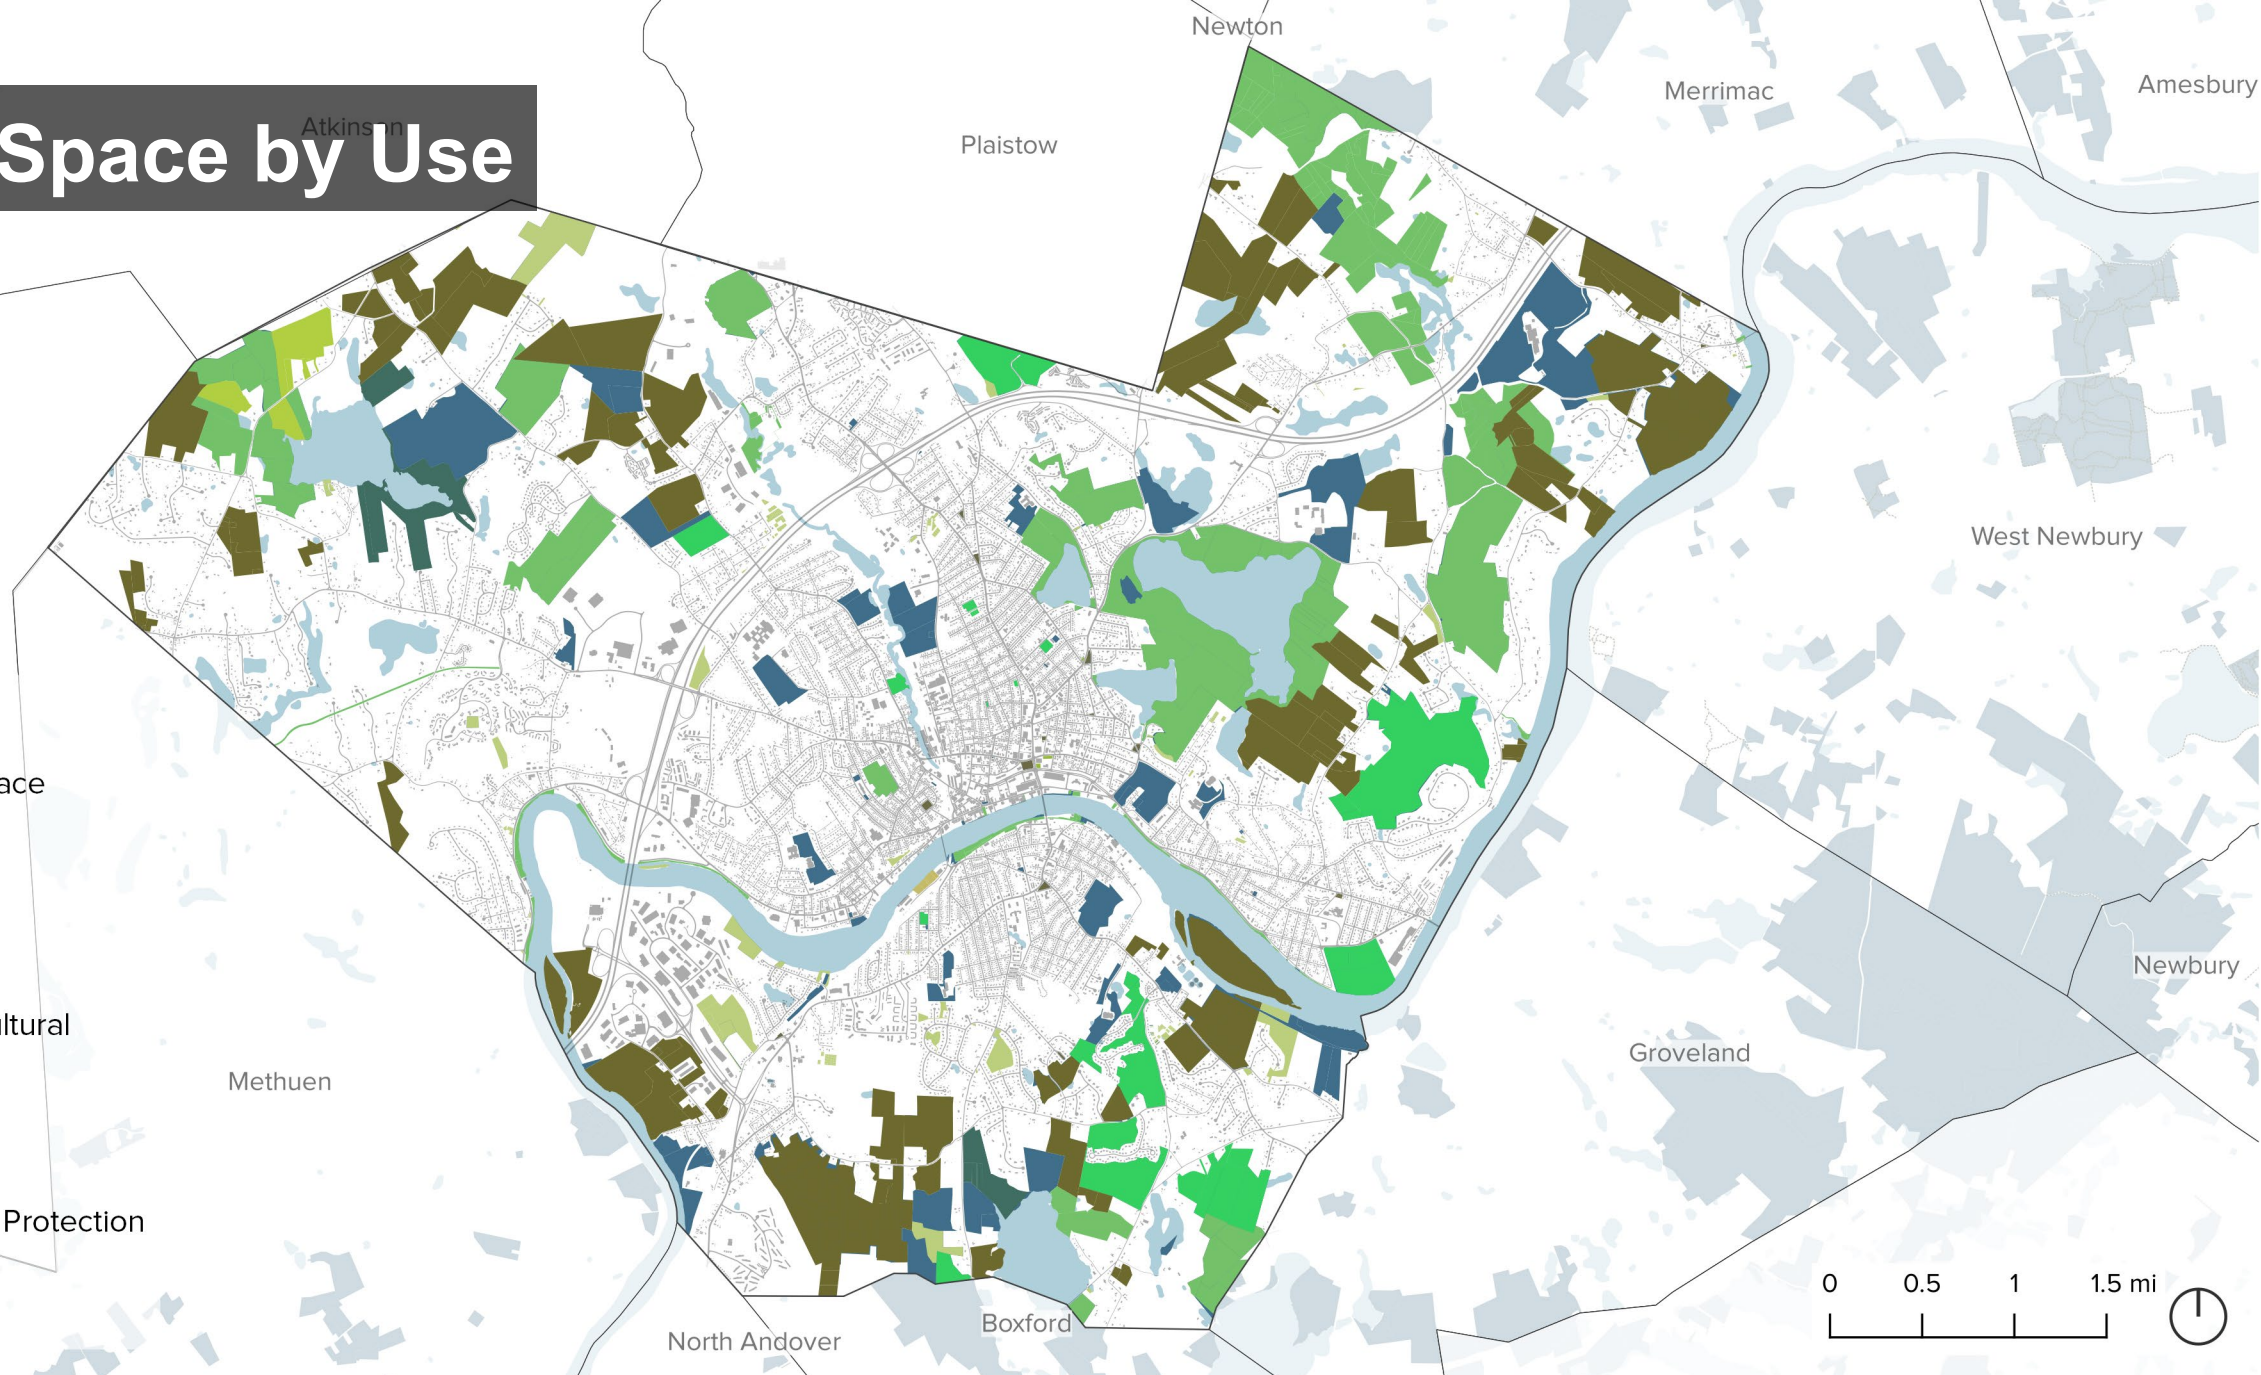 Newton
Merrimac
Amesbury
Atkinson
Plaistow
Space by Use
West Newbury
ace
Newbury
ltural
Groveland
Methuen
Protection
0 0.5 1 1.5 mi
Boxford
North Andover